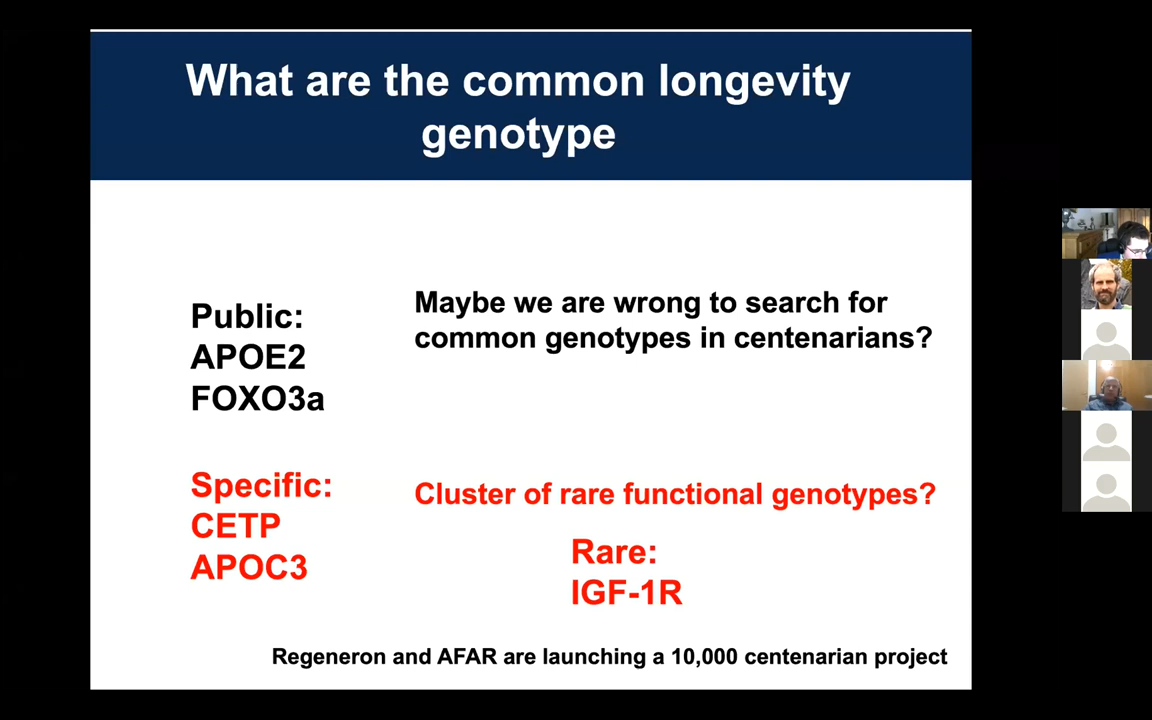 What are the common longevity
genotype
Public:
APOE2
FOXO3a
Maybe we are wrong to search for
common genotypes in centenarians?
Specific:
CETP
APOC3
Cluster of rare functional genotypes?
Rare:
IGF-1R
Regeneron and AFAR are launching a 10,000 centenarian project